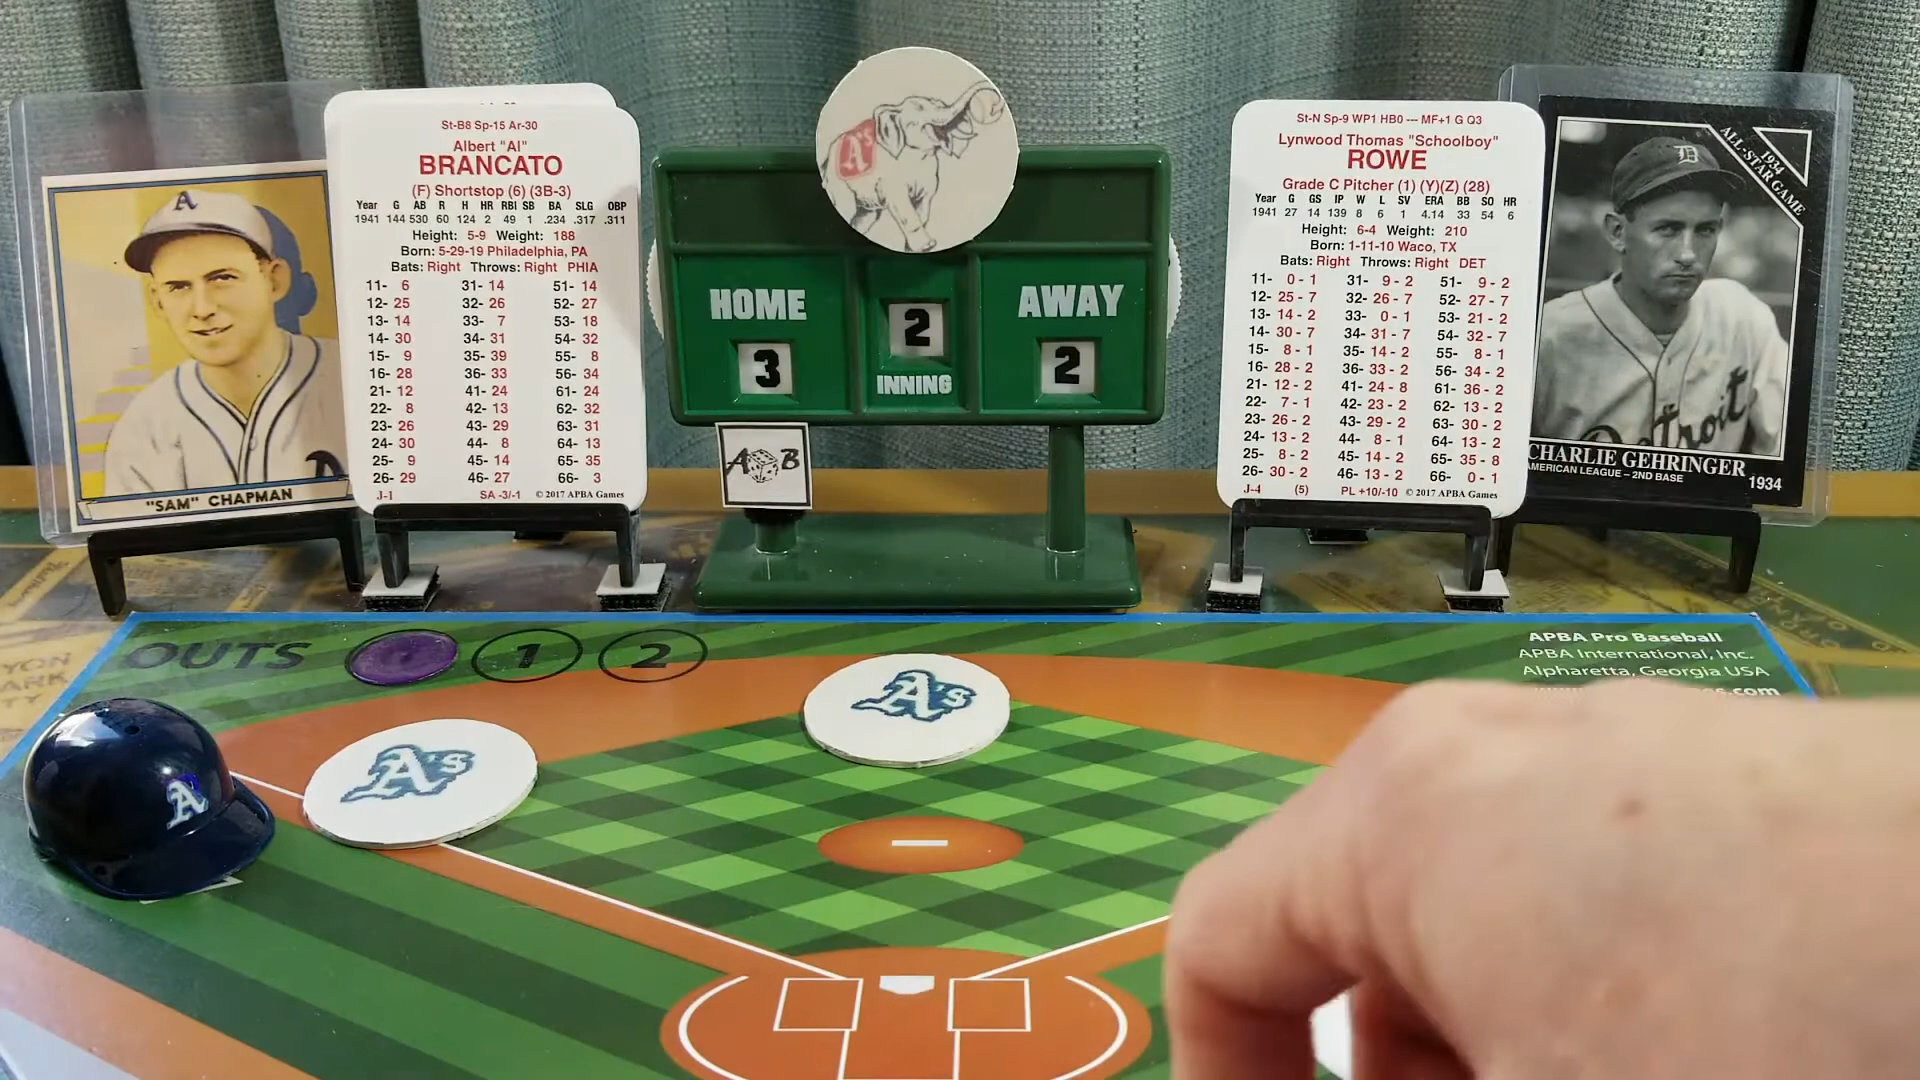 A
"SAM" CHAPMAN
St-B8 Sp-15 Ar-30
Albert "Al"
BRANCATO
(F) Shortstop (6) (3B-3)
Year G AB R H HR RBI SB BA SLG OBP
1941 144 530 60 124 2 49 1 .234 .317 .311
Height: 5-9 Weight: 188
Born: 5-29-19 Philadelphia, PA
Bats: Right Throws: Right PHIA
11- 6 31- 14 51- 14
12- 25 32- 26 52- 27
13- 14 33- 7 53- 18
14- 30 34- 31 54- 32
15- 9 35- 39 55- 8
16- 28 36- 33 56- 34
21- 12 41- 24 61- 24
22- 8 42- 13 62- 32
23- 26 43- 29 63- 31
24- 30 44- 8 64- 13
25- 9 45- 14 65- 35
26- 29 46- 27 66- 3
J-1 SA -3/-1 © 2017 APBA Games
A's
HOME
3
2
INNING
AWAY
2
A B
St-N Sp-9 WP1 HB0 --- MF+1 G Q3
Lynwood Thomas "Schoolboy"
ROWE
Grade C Pitcher (1) (Y)(Z) (28)
Year G GS IP W L SV ERA BB SO HR
1941 27 14 139 8 6 1 4.14 33 54 6
Height: 6-4 Weight: 210
Born: 1-11-10 Waco, TX
Bats: Right Throws: Right DET
11- 0 - 1 31- 9 - 2 51- 9 - 2
12- 25 - 7 32- 26 - 7 52- 27 - 7
13- 14 - 2 33- 0 - 1 53- 21 - 2
14- 30 - 7 34- 31 - 7 54- 32 - 7
15- 8 - 1 35- 14 - 2 55- 8 - 1
16- 28 - 2 36- 33 - 2 56- 34 - 2
21- 12 - 2 41- 24 - 8 61- 36 - 2
22- 7 - 1 42- 23 - 2 62- 13 - 2
23- 26 - 2 43- 29 - 2 63- 30 - 2
24- 13 - 2 44- 8 - 1 64- 13 - 2
25- 8 - 2 45- 14 - 2 65- 35 - 8
26- 30 - 2 46- 13 - 2 66- 0 - 1
J-4 (5) PL +10/-10 © 2017 APBA Games
1934
ALL-STAR GAME
D
Detroit
CHARLIE GEHRINGER
AMERICAN LEAGUE – 2ND BASE
1934
OUTS 1 2
APBA Pro Baseball
APBA International, Inc.
Alpharetta, Georgia USA
A's
A's
A